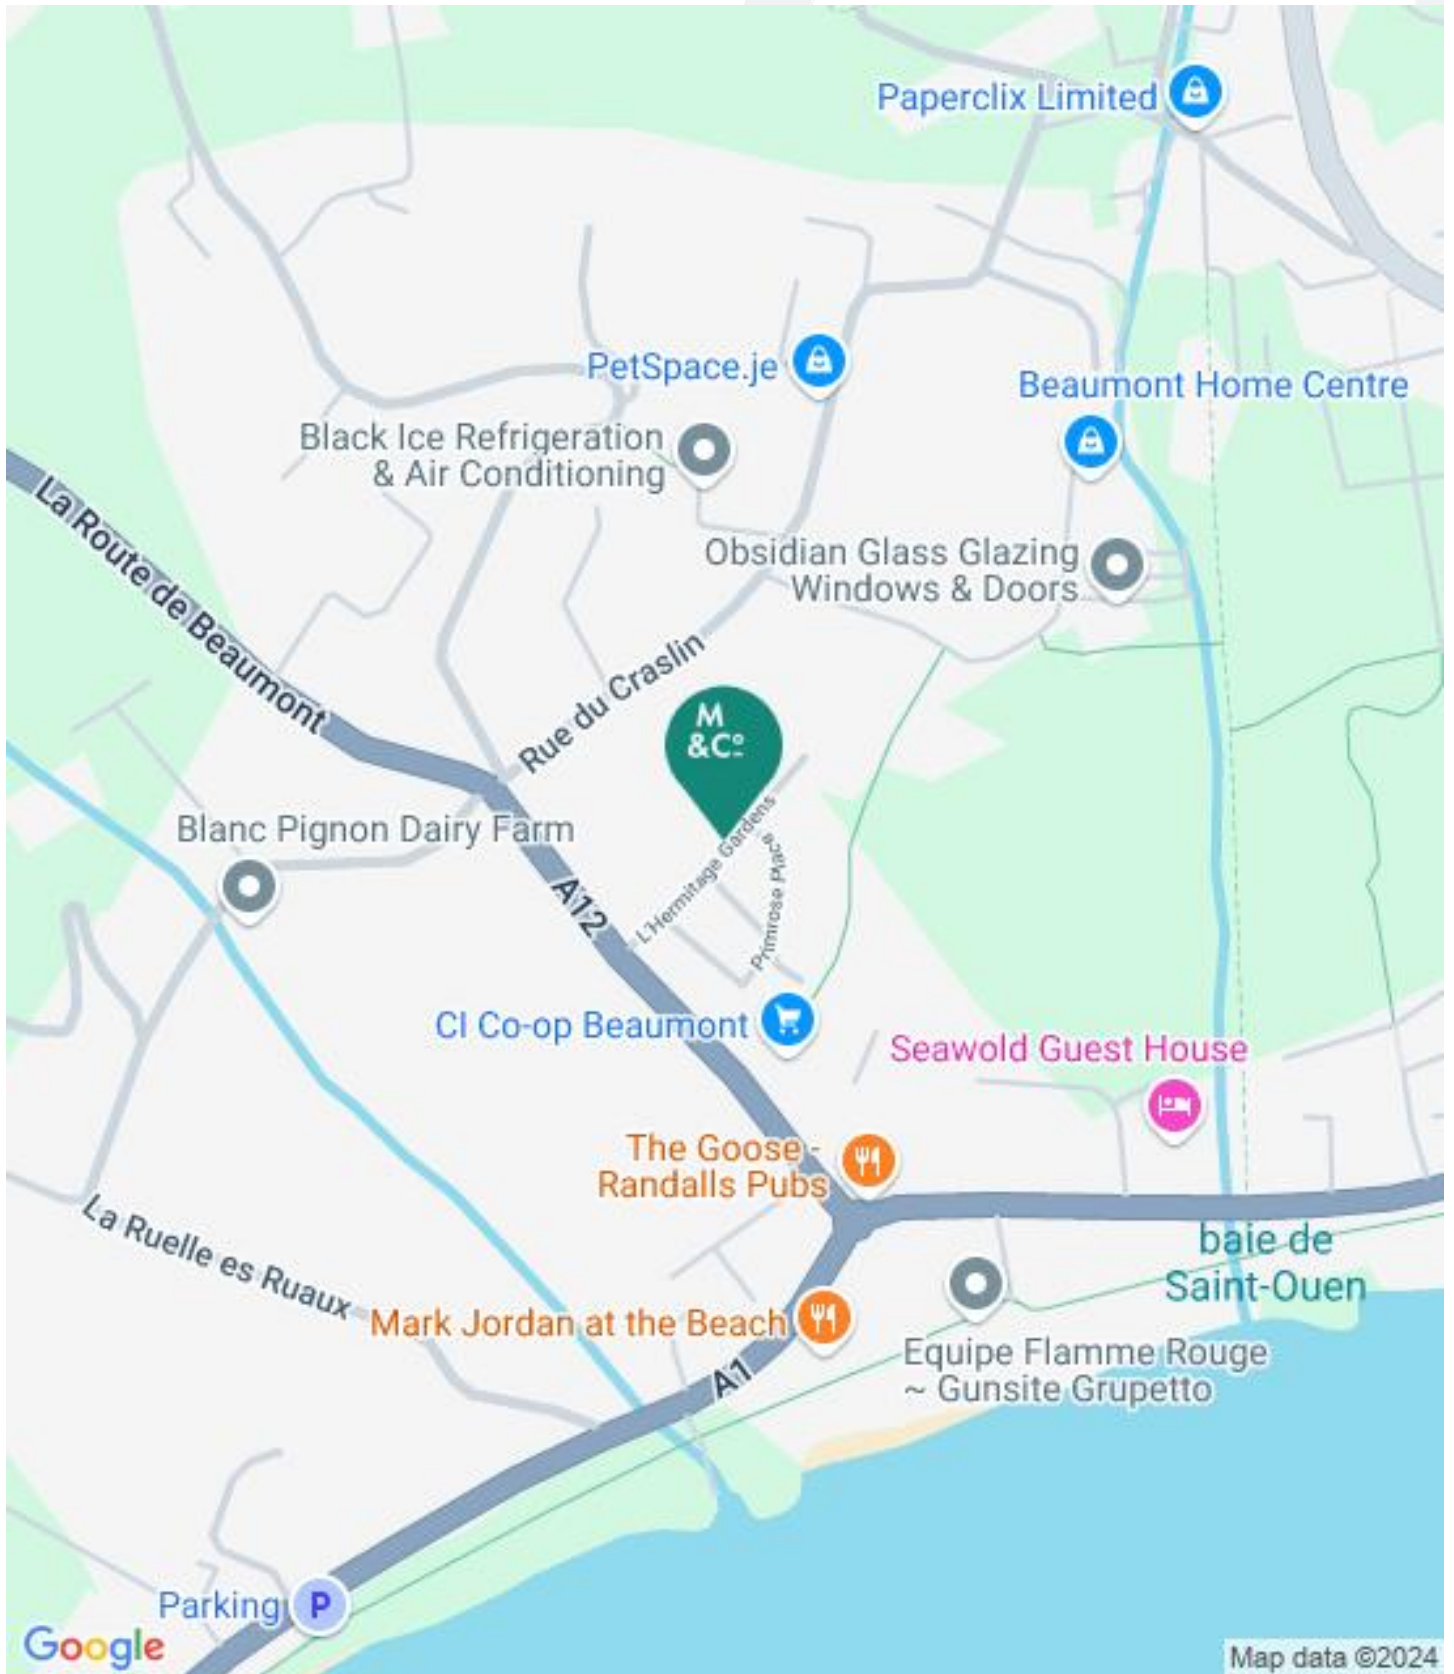 Paperclix Limited
PetSpace.je
Beaumont Home Centre
Black Ice Refrigeration
& Air Conditioning
La Route de Beaumont
Obsidian Glass Glazing
Windows & Doors
Rue du Craslin
M
&Cº
Blanc Pignon Dairy Farm
L'Hermitage Gardens
Primrose Place
A12
CI Co-op Beaumont
Seawold Guest House
The Goose -
Randalls Pubs
La Ruelle es Ruaux
baie de
Saint-Ouen
Mark Jordan at the Beach
Equipe Flamme Rouge
~ Gunsite Grupetto
A1
Parking
P
Google
Map data ©2024